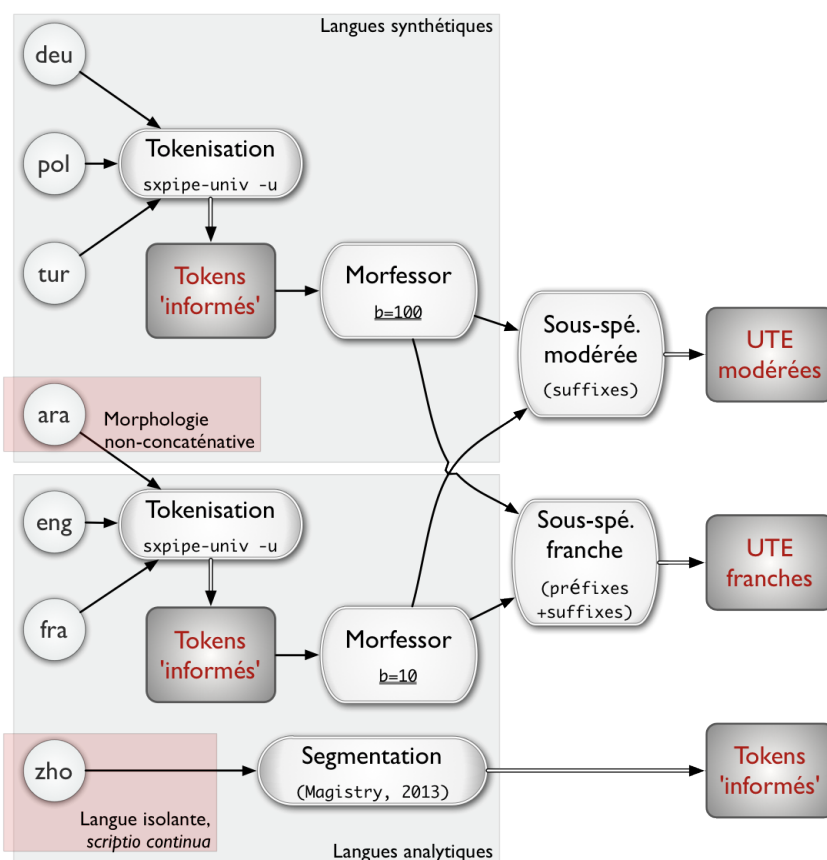 Langues synthétiques
deu
pol
tur
Tokenisation
sxpipe-univ -u
Tokens
'informés'
Morfessor
b=100
Sous-spé.
modérée
(suffixes)
UTE
modérées
ara
Morphologie
non-concaténative
eng
fra
Tokenisation
sxpipe-univ -u
Tokens
'informés'
Morfessor
b=10
Sous-spé.
franche
(préfixes
+suffixes)
UTE
franches
zho
Langue isolante,
scriptio continua
Segmentation
(Magistry, 2013)
Tokens
'informés'
Langues analytiques